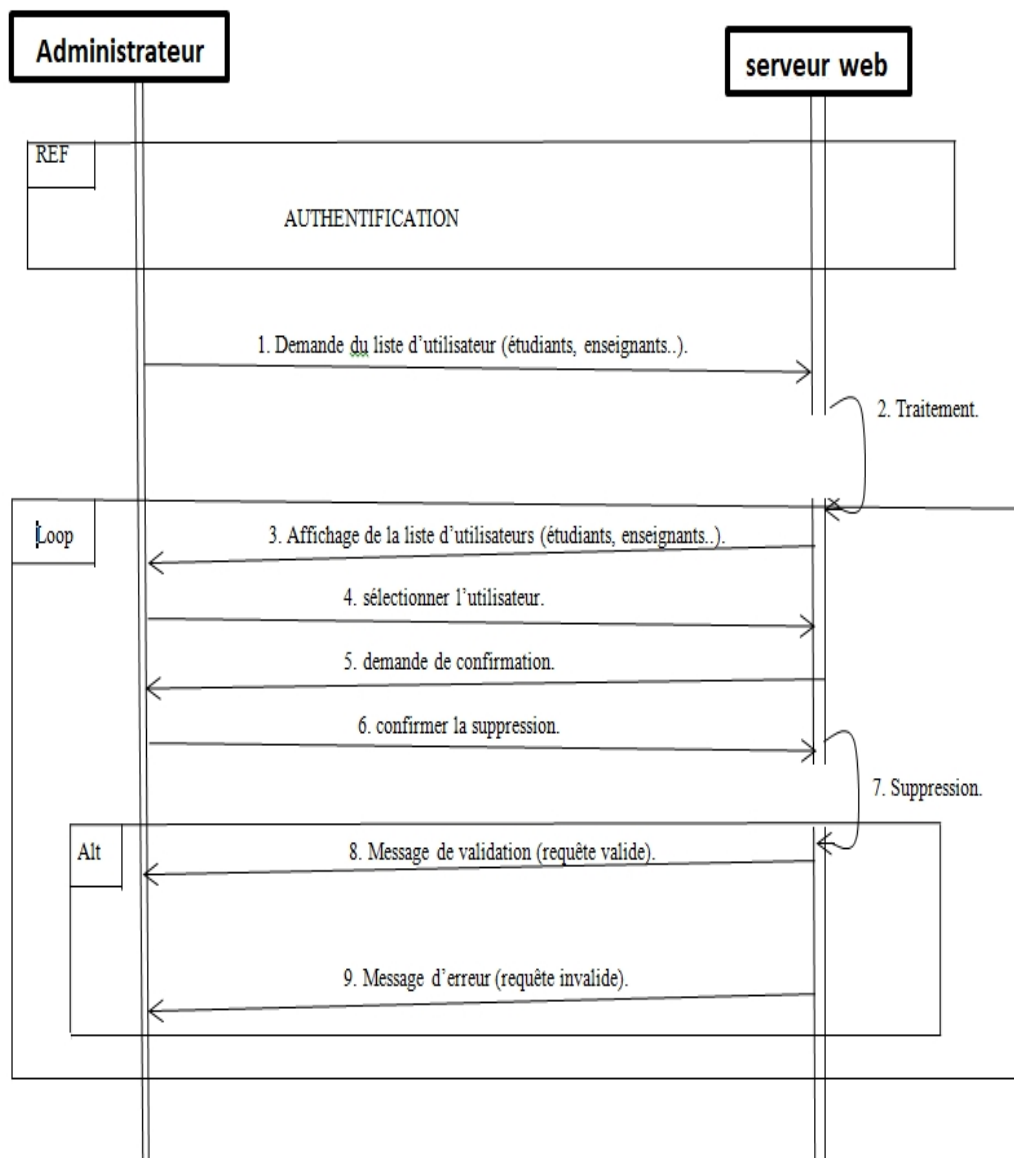 Administrateur
serveur web
REF
AUTHENTIFICATION
1. Demande du liste d’utilisateur (étudiants, enseignants..).
2. Traitement.
Loop
3. Affichage de la liste d’utilisateurs (étudiants, enseignants..).
4. sélectionner l’utilisateur.
5. demande de confirmation.
6. confirmer la suppression.
7. Suppression.
Alt
8. Message de validation (requête valide).
9. Message d’erreur (requête invalide).